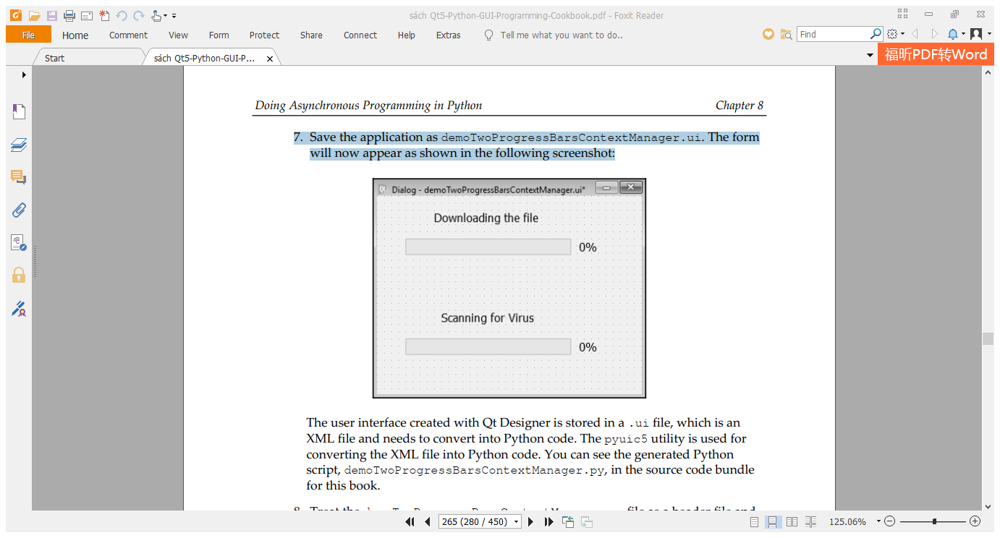 sách Qt5-Python-GUI-Programming-Cookbook.pdf - Foxit Reader
File Home Comment View Form Protect Share Connect Help Extras Tell me what you want to do.. Find
Start sách Qt5-Python-GUI-P... 福昕PDF转Word
Doing Asynchronous Programming in Python Chapter 8
7. Save the application as demoTwoProgressBarsContextManager.ui. The form
will now appear as shown in the following screenshot:
Dialog - demoTwoProgressBarsContextManager.ui*
Downloading the file
0%
Scanning for Virus
0%
The user interface created with Qt Designer is stored in a .ui file, which is an
XML file and needs to convert into Python code. The pyuic5 utility is used for
converting the XML file into Python code. You can see the generated Python
script, demoTwoProgressBarsContextManager.py, in the source code bundle
for this book.
8. Treat the file as a header file and
265 (280 / 450) 125.06%